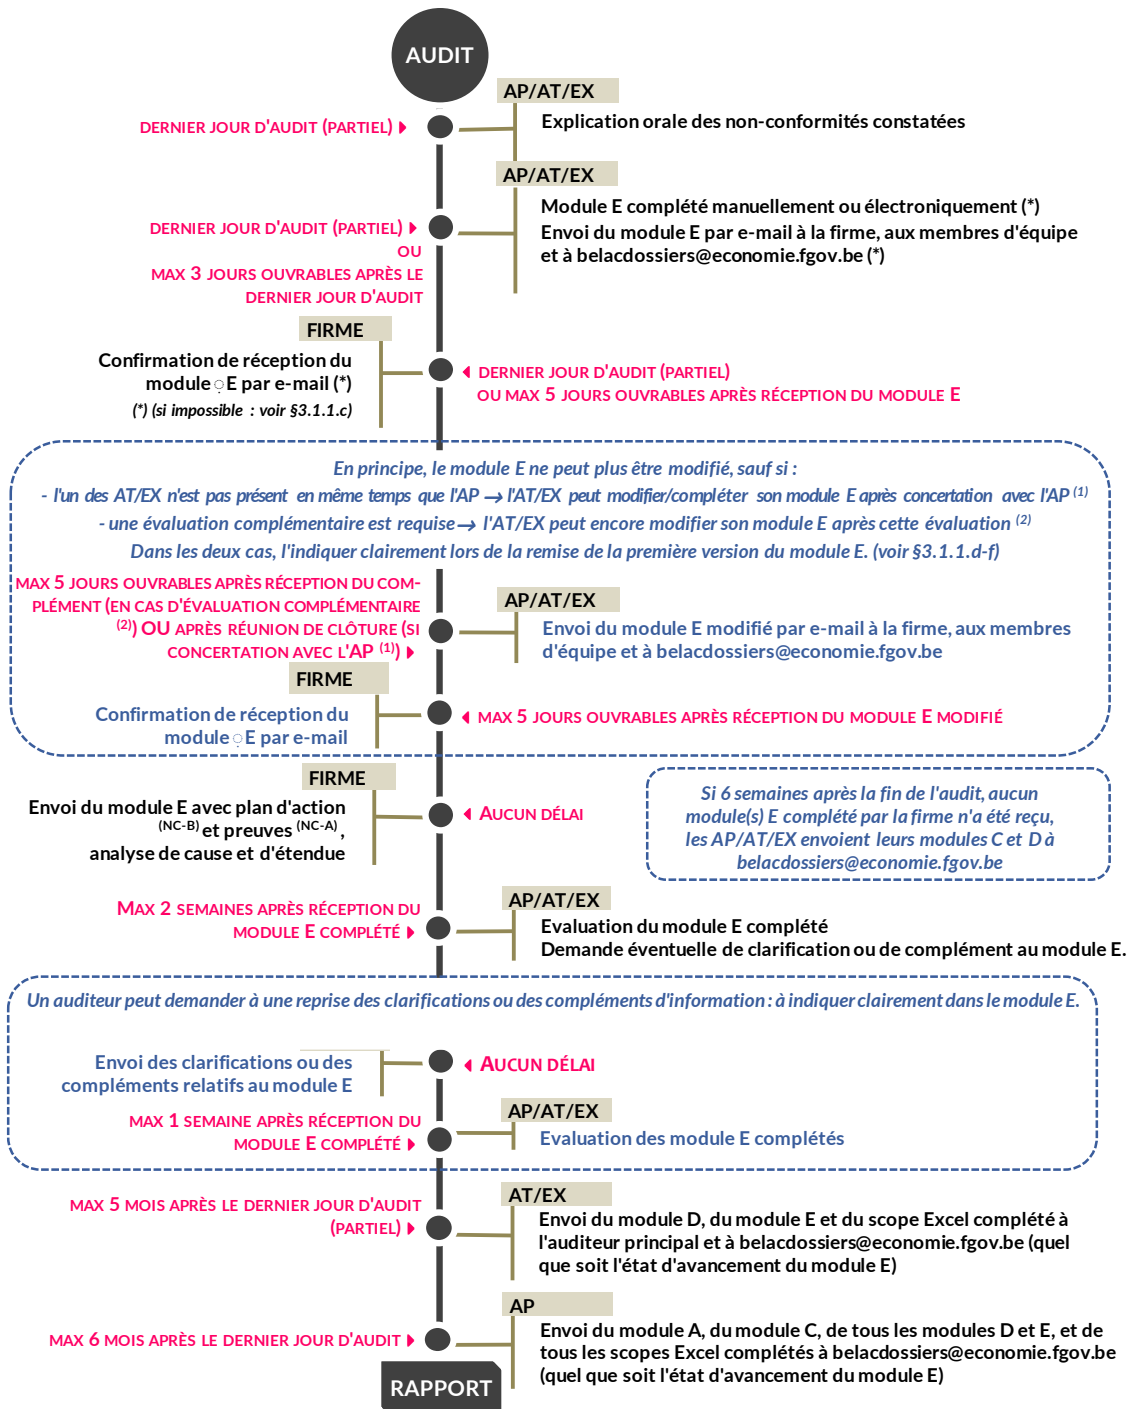 AUDIT
AP/AT/EX
DERNIER JOUR D'AUDIT (PARTIEL)
Explication orale des non-conformités constatées
AP/AT/EX
Module E complété manuellement ou électroniquement (*)
Envoi du module E par e-mail à la firme, aux membres d'équipe
et à belacdossiers@economie.fgov.be (*)
DERNIER JOUR D'AUDIT (PARTIEL)
OU
MAX 3 JOURS OUVRABLES APRÈS LE
DERNIER JOUR D'AUDIT
FIRME
Confirmation de réception du
module E par e-mail (*)
(*) (si impossible : voir §3.1.1.c)
DERNIER JOUR D'AUDIT (PARTIEL)
OU MAX 5 JOURS OUVRABLES APRÈS RÉCEPTION DU MODULE E
En principe, le module E ne peut plus être modifié, sauf si :
- l'un des AT/EX n'est pas présent en même temps que l'AP → l'AT/EX peut modifier/compléter son module E après concertation avec l'AP (1)
- une évaluation complémentaire est requise → l'AT/EX peut encore modifier son module E après cette évaluation (2)
Dans les deux cas, l'indiquer clairement lors de la remise de la première version du module E. (voir §3.1.1.d-f)
MAX 5 JOURS OUVRABLES APRÈS RÉCEPTION DU COM-
PLÉMENT (EN CAS D'ÉVALUATION COMPLÉMENTAIRE
(2)) OU APRÈS RÉUNION DE CLÔTURE (SI
CONCERTATION AVEC L'AP (1))
AP/AT/EX
Envoi du module E modifié par e-mail à la firme, aux membres
d'équipe et à belacdossiers@economie.fgov.be
FIRME
Confirmation de réception du
module E par e-mail
MAX 5 JOURS OUVRABLES APRÈS RÉCEPTION DU MODULE E MODIFIÉ
FIRME
Envoi du module E avec plan d'action
(NC-B) et preuves (NC-A) ,
analyse de cause et d'étendue
AUCUN DÉLAI
Si 6 semaines après la fin de l'audit, aucun
module(s) E complété par la firme n'a été reçu,
les AP/AT/EX envoient leurs modules C et D à
belacdossiers@economie.fgov.be
MAX 2 SEMAINES APRÈS RÉCEPTION DU
MODULE E COMPLÉTÉ
AP/AT/EX
Evaluation du module E complété
Demande éventuelle de clarification ou de complément au module E.
Un auditeur peut demander à une reprise des clarifications ou des compléments d'information : à indiquer clairement dans le module E.
Envoi des clarifications ou des
compléments relatifs au module E
AUCUN DÉLAI
MAX 1 SEMAINE APRÈS RÉCEPTION DU
MODULE E COMPLÉTÉ
AP/AT/EX
Evaluation des module E complétés
MAX 5 MOIS APRÈS LE DERNIER JOUR D'AUDIT
(PARTIEL)
AT/EX
Envoi du module D, du module E et du scope Excel complété à
l'auditeur principal et à belacdossiers@economie.fgov.be (quel
que soit l'état d'avancement du module E)
MAX 6 MOIS APRÈS LE DERNIER JOUR D'AUDIT
AP
Envoi du module A, du module C, de tous les modules D et E, et de
tous les scopes Excel complétés à belacdossiers@economie.fgov.be
(quel que soit l'état d'avancement du module E)
RAPPORT